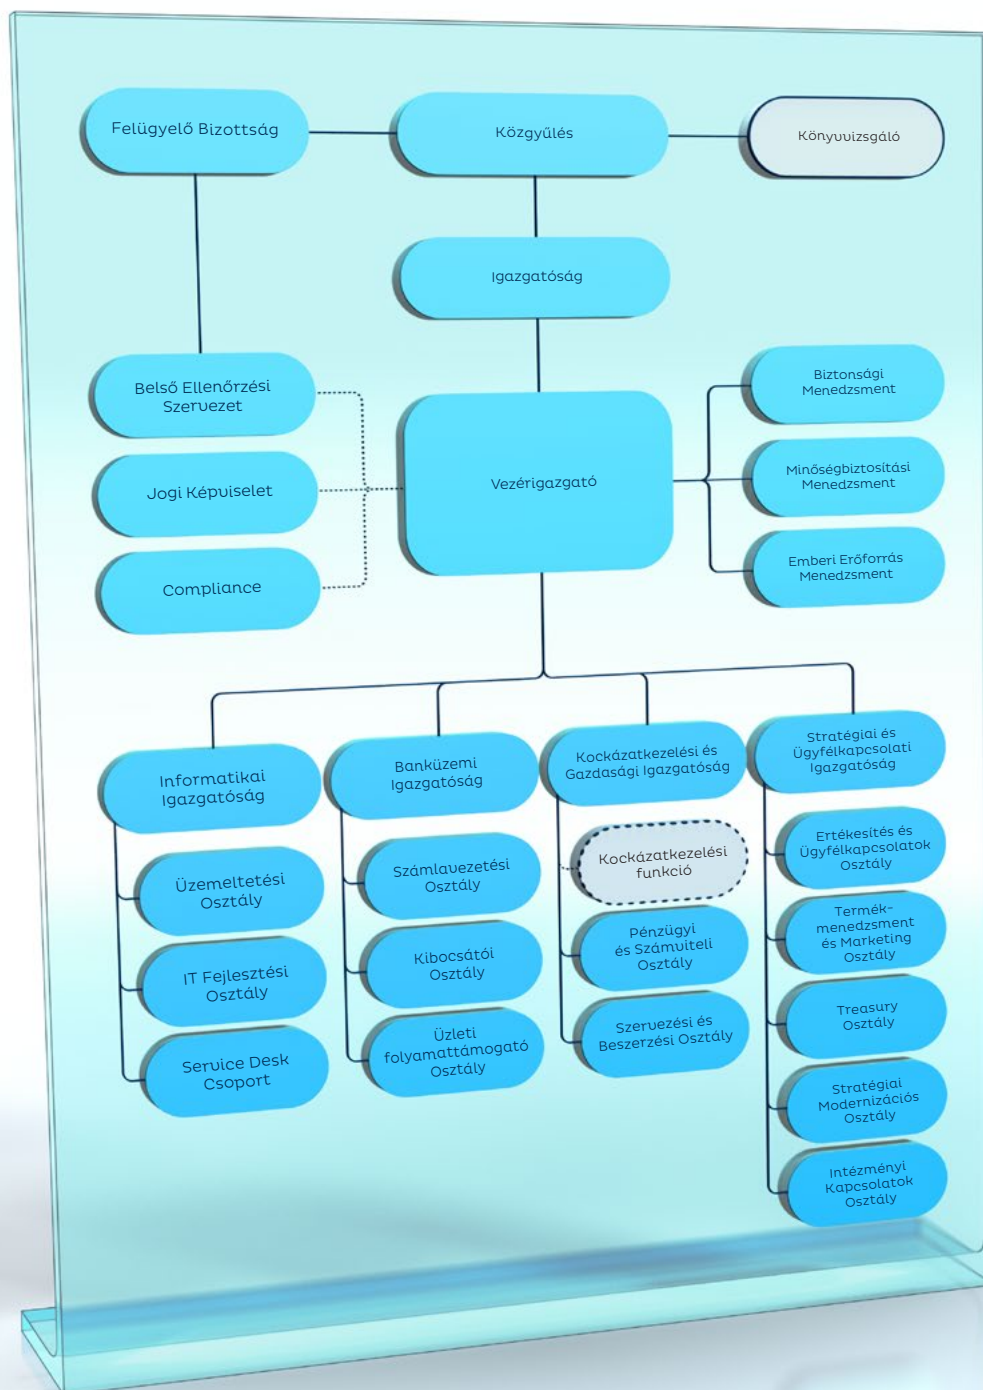 Felügyelő Bizottság
Közgyűlés
Könyvvizsgáló
Igazgatóság
Belső Ellenőrzési
Szervezet
Jogi Képviselet
Compliance
Vezérigazgató
Biztonsági
Menedzsment
Minőségbiztosítási
Menedzsment
Emberi Erőforrás
Menedzsment
Informatikai
Igazgatóság
Üzemeltetési
Osztály
IT Fejlesztési
Osztály
Service Desk
Csoport
Banküzemi
Igazgatóság
Számlavezetési
Osztály
Kibocsátói
Osztály
Üzleti
folyamattámogató
Osztály
Kockázatkezelési és
Gazdasági Igazgatóság
Kockázatkezelési
funkció
Pénzügyi
és Számviteli
Osztály
Szervezési és
Beszerzési Osztály
Stratégiai és
Ügyfélkapcsolati
Igazgatóság
Értékesítés és
Ügyfélkapcsolatok
Osztály
Termék-
menedzsment
és Marketing
Osztály
Treasury
Osztály
Stratégiai
Modernizációs
Osztály
Intézményi
Kapcsolatok
Osztály